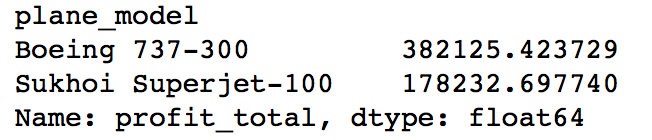 plane_model
Boeing 737-300 382125.423729
Sukhoi Superjet-100 178232.697740
Name: profit_total, dtype: float64